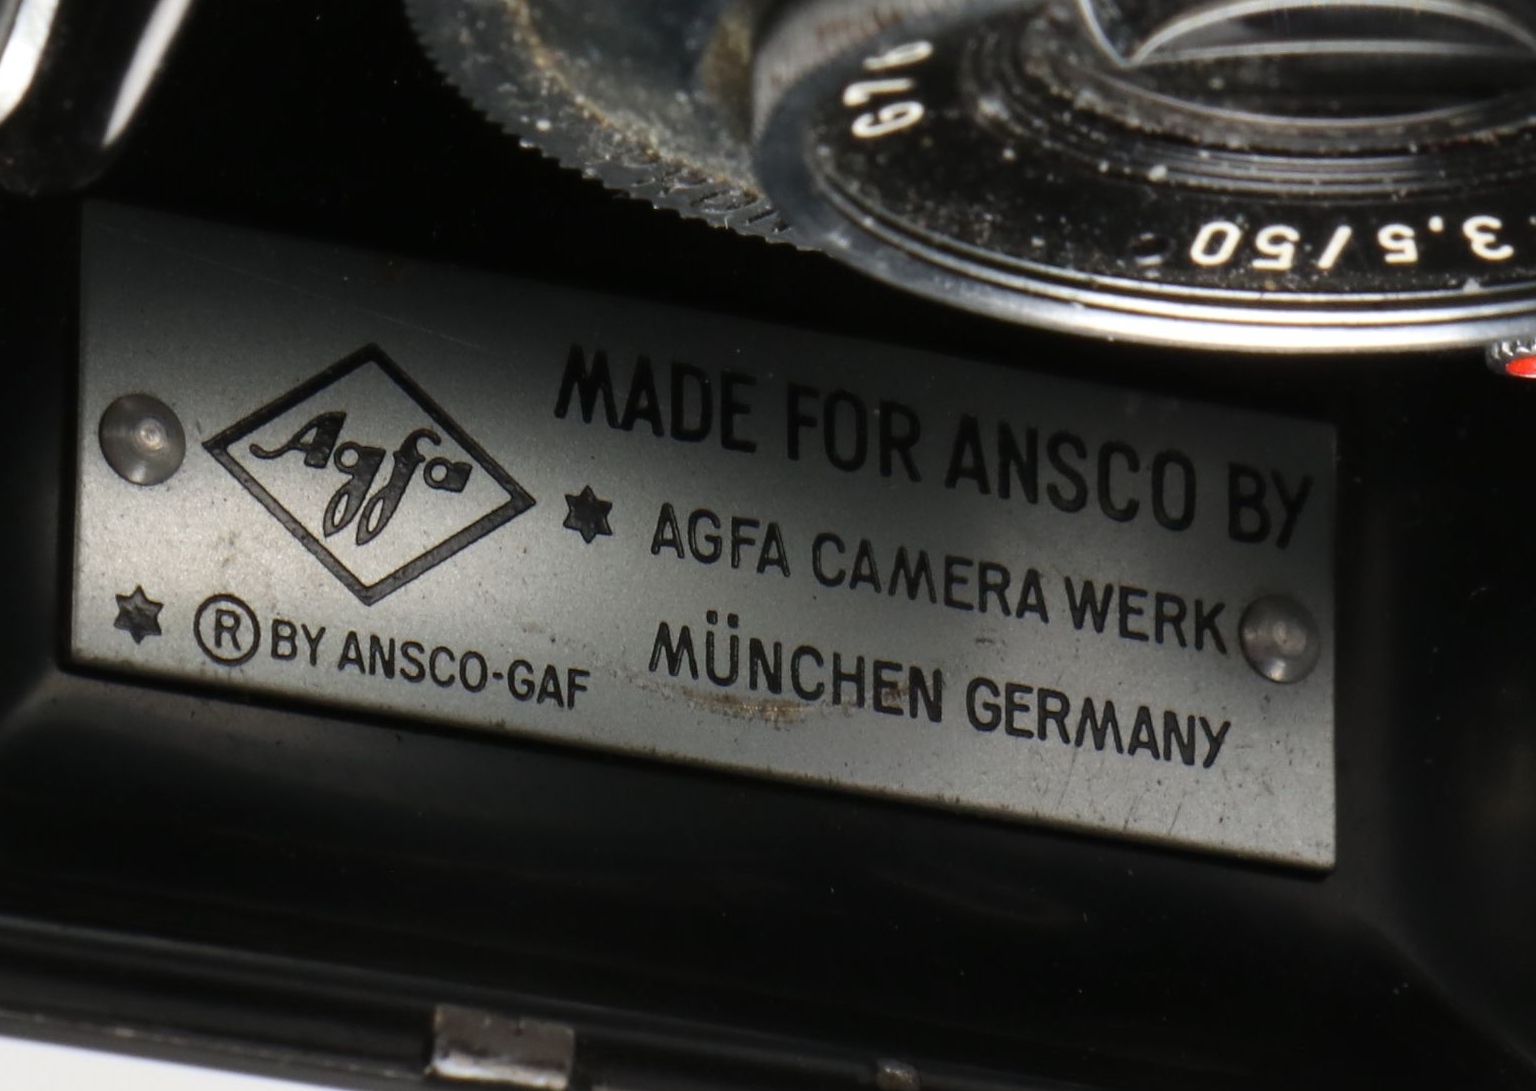 3.5/50
Agfa
MADE FOR ANSCO BY
★ AGFA CAMERA WERK
MÜNCHEN GERMANY
★ ® BY ANSCO-GAF